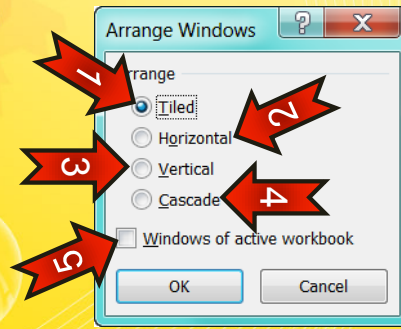 Arrange Windows
Arrange
1
Tiled
Horizontal
2
3
Vertical
Cascade
4
Windows of active workbook
5
OK
Cancel